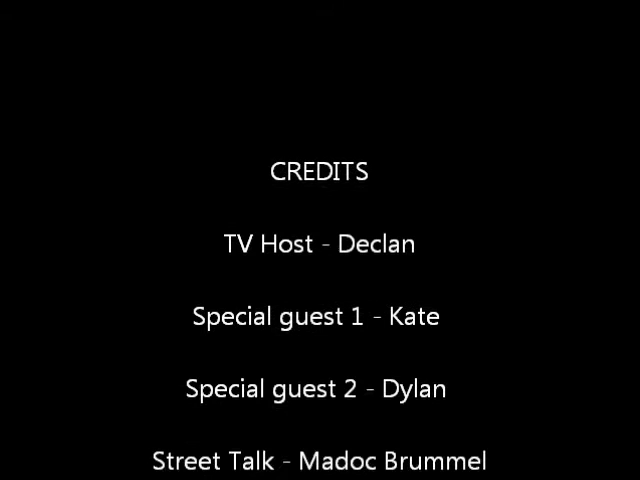 CREDITS
TV Host - Declan
Special guest 1 - Kate
Special guest 2 - Dylan
Street Talk - Madoc Brummel